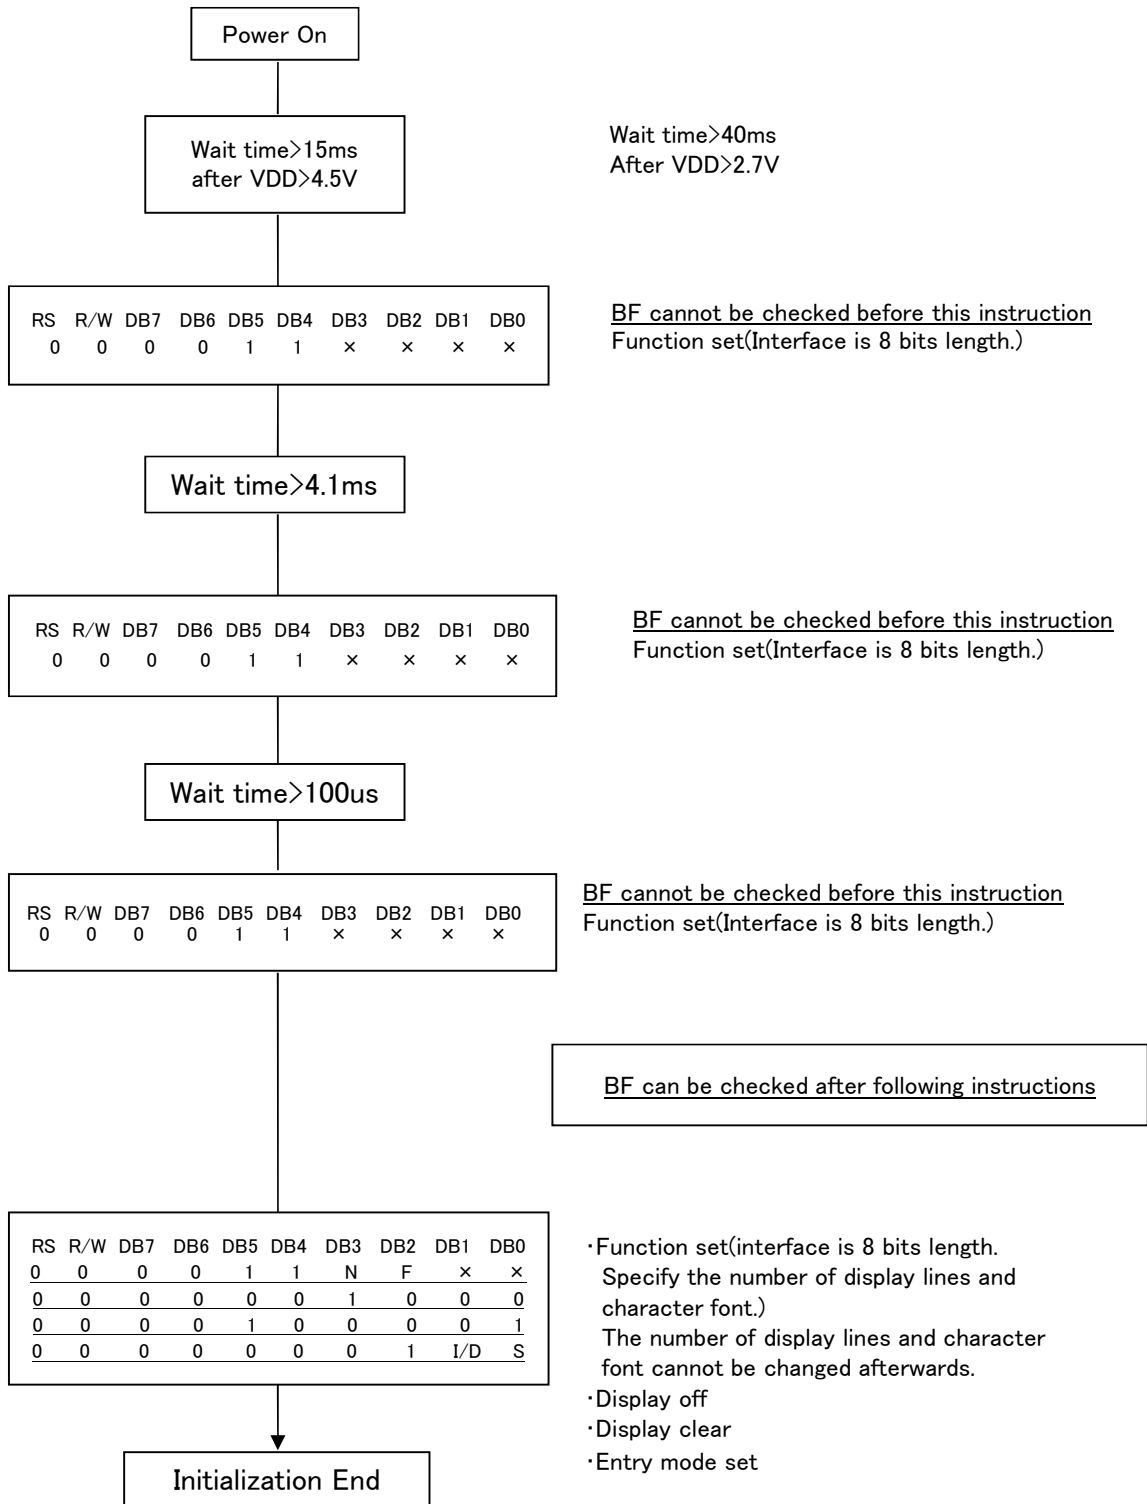 Power On
Wait time>15ms
after VDD>4.5V
Wait time>40ms
After VDD>2.7V
RS R/W DB7 DB6 DB5 DB4 DB3 DB2 DB1 DB0
0 0 0 0 1 1 × × × ×
BF cannot be checked before this instruction
Function set(Interface is 8 bits length.)
Wait time>4.1ms
RS R/W DB7 DB6 DB5 DB4 DB3 DB2 DB1 DB0
0 0 0 0 1 1 × × × ×
BF cannot be checked before this instruction
Function set(Interface is 8 bits length.)
Wait time>100us
RS R/W DB7 DB6 DB5 DB4 DB3 DB2 DB1 DB0
0 0 0 0 1 1 × × × ×
BF cannot be checked before this instruction
Function set(Interface is 8 bits length.)
BF can be checked after following instructions
RS R/W DB7 DB6 DB5 DB4 DB3 DB2 DB1 DB0
0 0 0 0 1 1 N F × ×
0 0 0 0 0 0 1 0 0 0
0 0 0 0 1 0 0 0 0 1
0 0 0 0 0 0 0 1 I/D S
・Function set(interface is 8 bits length.
Specify the number of display lines and
character font.)
The number of display lines and character
font cannot be changed afterwards.
・Display off
・Display clear
・Entry mode set
Initialization End